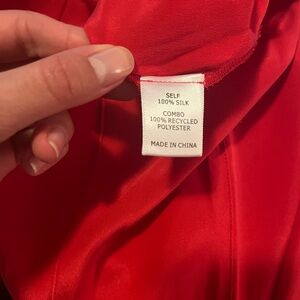 SELF
100% SILK
COMBO
100% RECYCLED
POLYESTER
MADE IN CHINA